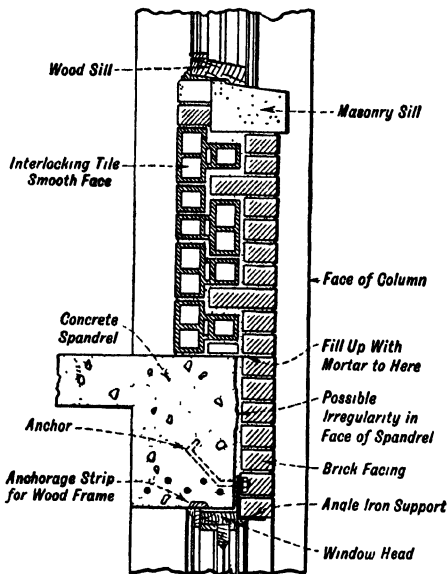 Wood Sill
Masonry Sill
Interlocking Tile
Smooth Face
Face of Column
Concrete
Spandrel
Fill Up With
Mortar to Here
Possible
Irregularity in
Face of Spandrel
Anchor
Brick Facing
Anchorage Strip
for Wood Frame
Angle Iron Support
Window Head